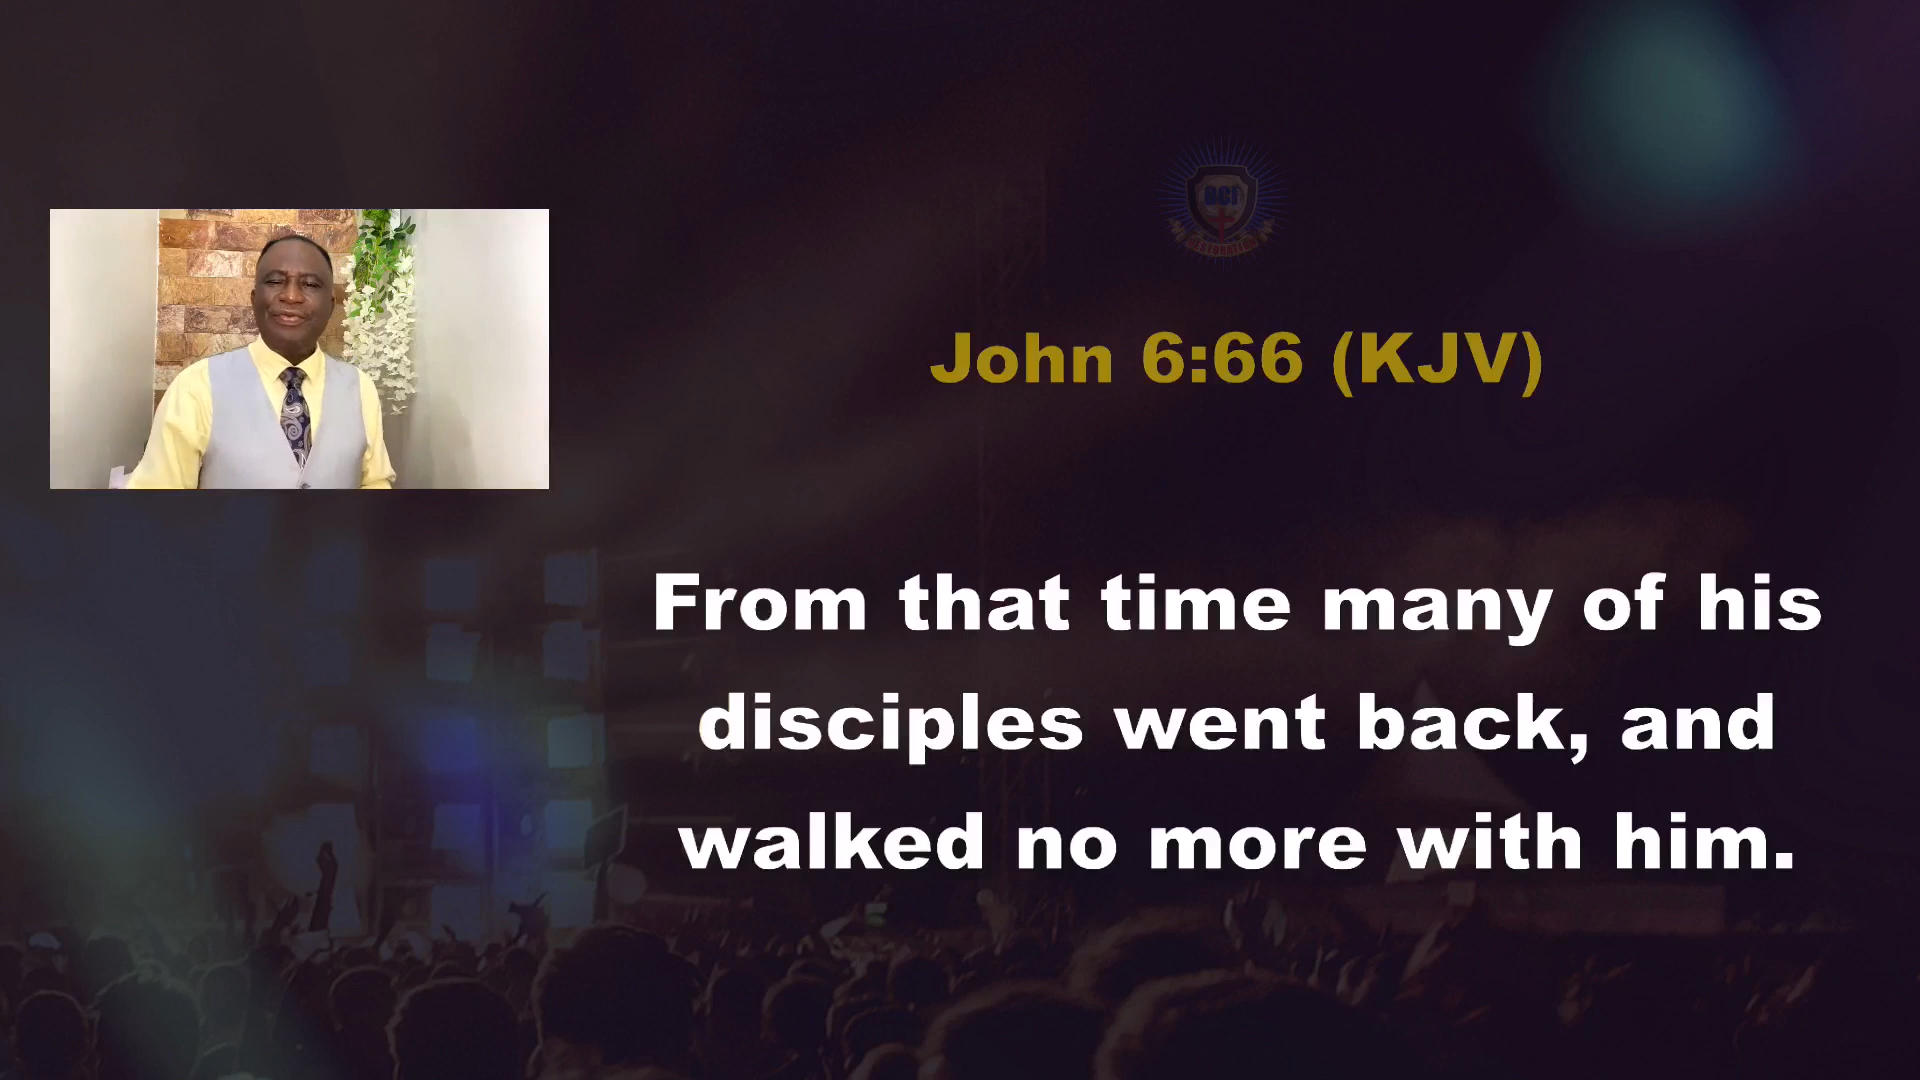 John 6:66 (KJV)
From that time many of his
disciples went back, and
walked no more with him.